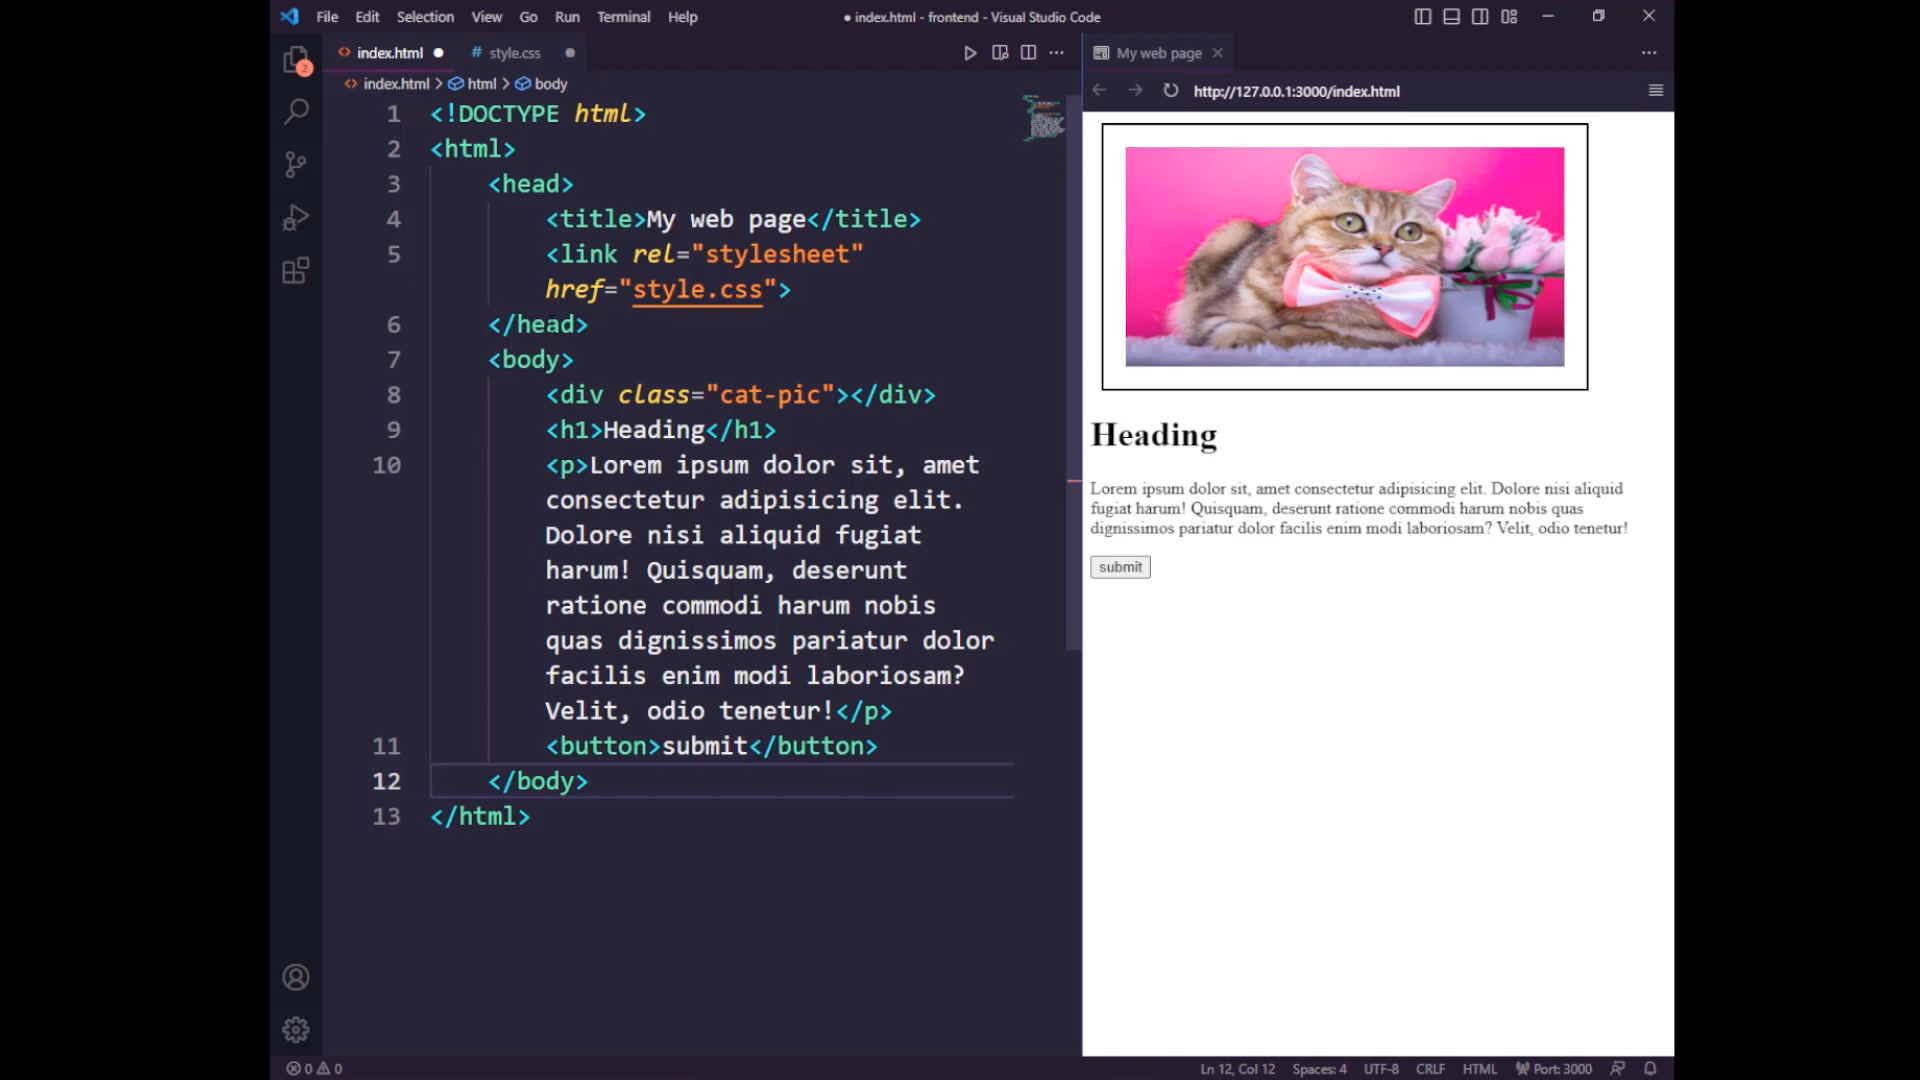 File Edit Selection View Go Run Terminal Help
● index.html - frontend - Visual Studio Code
2
index.html ●
# style.css ●
index.html > html > body
1 <!DOCTYPE html>
2 <html>
3 <head>
4 <title>My web page</title>
5 <link rel="stylesheet"
href="style.css">
6 </head>
7 <body>
8 <div class="cat-pic"></div>
9 <h1>Heading</h1>
10 <p>Lorem ipsum dolor sit, amet
consectetur adipisicing elit.
Dolore nisi aliquid fugiat
harum! Quisquam, deserunt
ratione commodi harum nobis
quas dignissimos pariatur dolor
facilis enim modi laboriosam?
Velit, odio tenetur!</p>
11 <button>submit</button>
12 </body>
13 </html>
My web page
http://127.0.0.1:3000/index.html
Heading
Lorem ipsum dolor sit, amet consectetur adipisicing elit. Dolore nisi aliquid
fugiat harum! Quisquam, deserunt ratione commodi harum nobis quas
dignissimos pariatur dolor facilis enim modi laboriosam? Velit, odio tenetur!
submit
0 0
Ln 12, Col 12 Spaces: 4 UTF-8 CRLF HTML Port: 3000